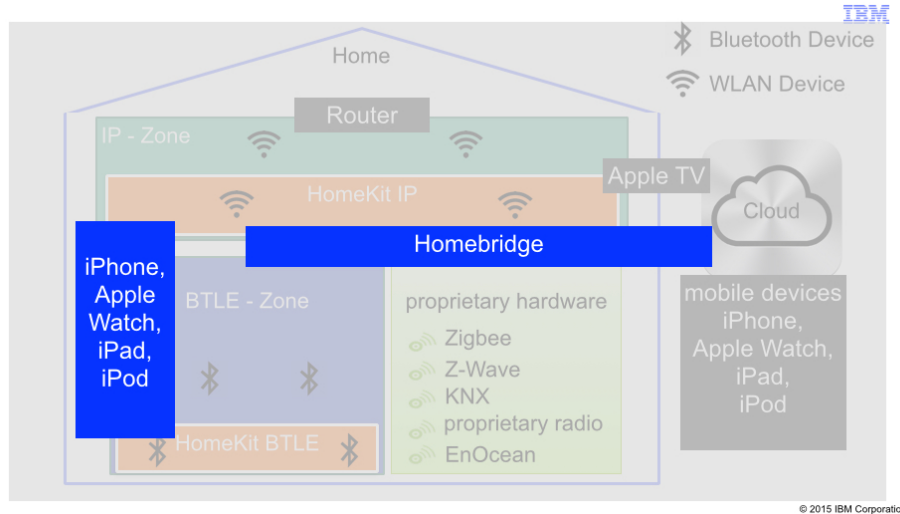 IBM
Home
Bluetooth Device
WLAN Device
Router
IP - Zone
HomeKit IP
Apple TV
Cloud
Homebridge
iPhone,
Apple
Watch,
iPad,
iPod
BTLE - Zone
HomeKit BTLE
proprietary hardware
Zigbee
Z-Wave
KNX
proprietary radio
EnOcean
mobile devices
iPhone,
Apple Watch,
iPad,
iPod
© 2015 IBM Corporatio